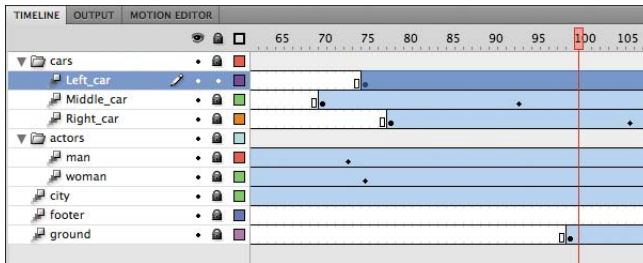 TIMELINE OUTPUT MOTION EDITOR
65 70 75 80 85 90 95 100 105
cars
Left_car
Middle_car
Right_car
actors
man
woman
city
footer
ground